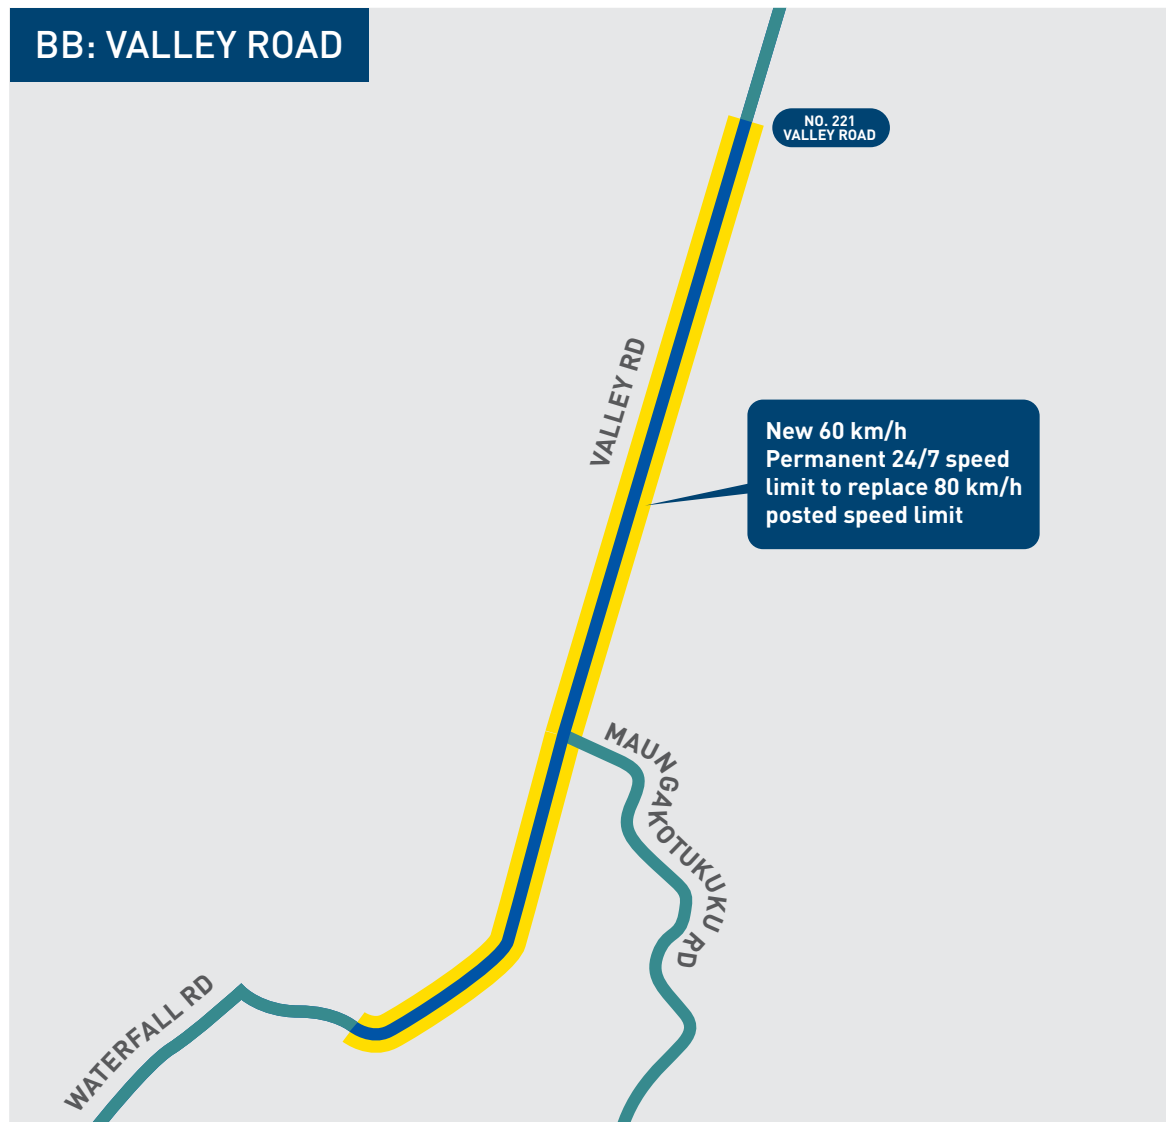 BB: VALLEY ROAD
NO. 221
VALLEY ROAD
VALLEY RD
New 60 km/h
Permanent 24/7 speed
limit to replace 80 km/h
posted speed limit
MAUNGAKOTUKUKU RD
WATERFALL RD